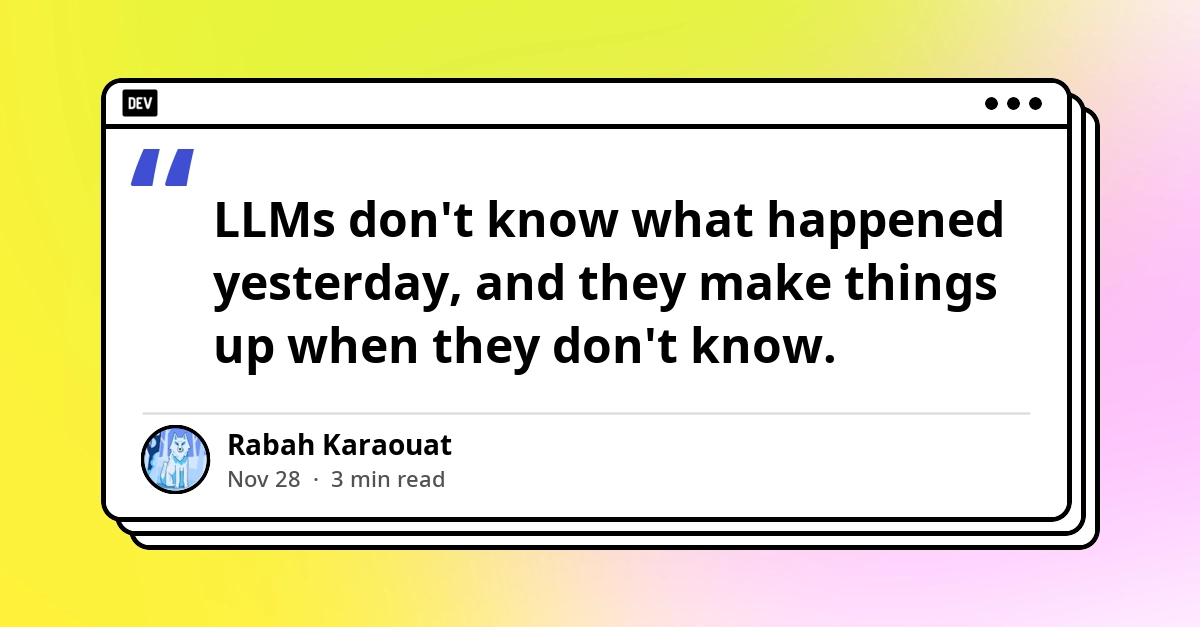 DEV
“
LLMs don't know what happened
yesterday, and they make things
up when they don't know.
Rabah Karaouat
Nov 28 · 3 min read